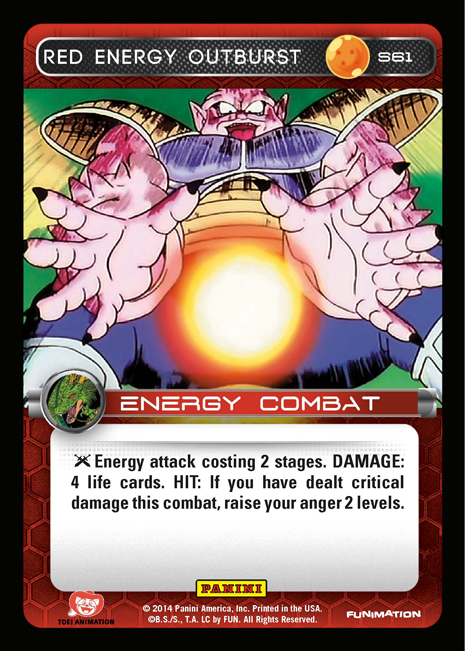 RED ENERGY OUTBURST S61
ENERGY COMBAT
Energy attack costing 2 stages. DAMAGE:
4 life cards. HIT: If you have dealt critical
damage this combat, raise your anger 2 levels.
PANINI
TOEI ANIMATION
© 2014 Panini America, Inc. Printed in the USA.
©B.S./S., T.A. LC by FUN. All Rights Reserved.
FUNIMATION